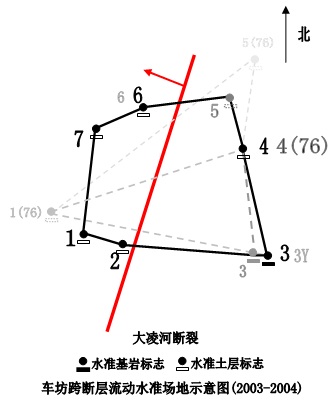 5(76)
北
6 6
5
7
4 4(76)
1(76)
1
2
3 3Y
3
大凌河断裂
水准基岩标志 水准土层标志
车坊跨断层流动水准场地示意图(2003-2004)